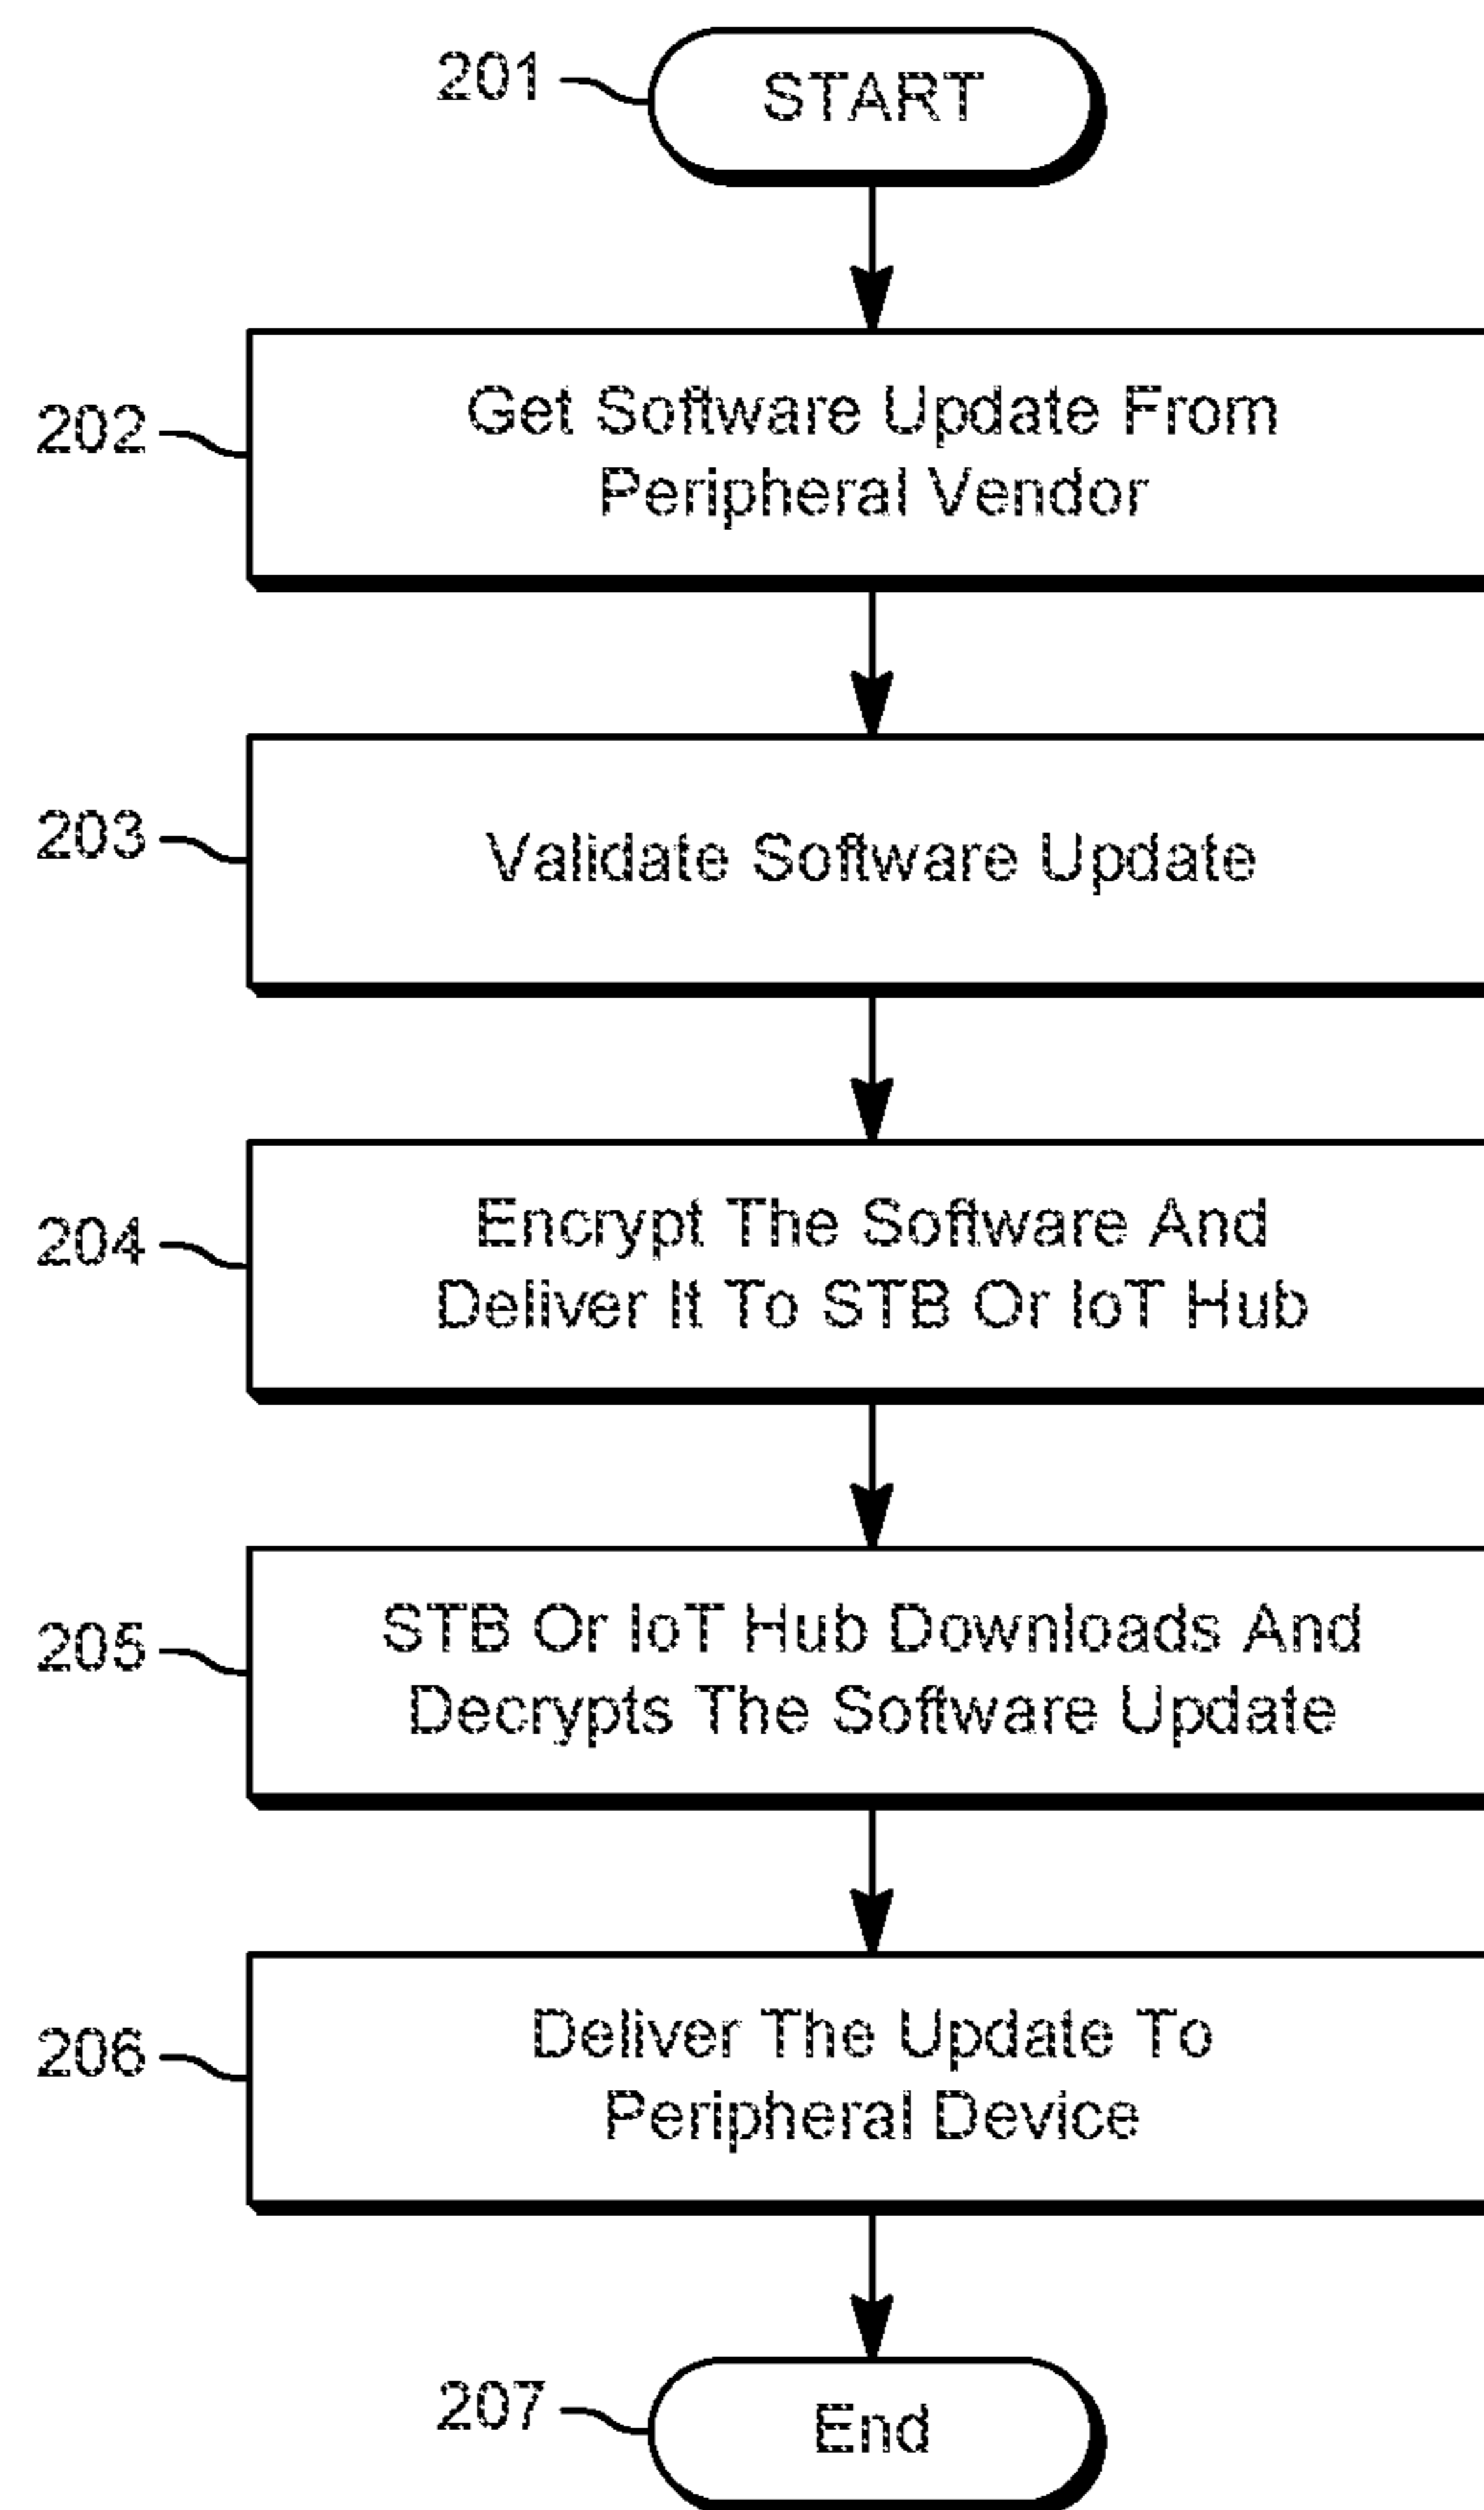 201
START
202
Get Software Update From
Peripheral Vendor
203
Validate Software Update
204
Encrypt The Software And
Deliver It To STB Or IoT Hub
205
STB Or IoT Hub Downloads And
Decrypts The Software Update
206
Deliver The Update To
Peripheral Device
207
End